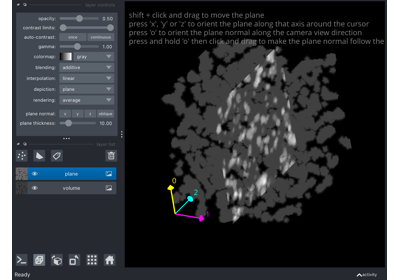 layer controls
opacity: 0.50
contrast limits:
auto-contrast: once continuous
gamma: 1.00
colormap: gray
blending: additive
interpolation: linear
depiction: plane
rendering: average
plane normal: x y z oblique
plane thickness: 10.00
layer list
plane
volume
Ready
shift + click and drag to move the plane
press 'x', 'y' or 'z' to orient the plane along that axis around the cursor
press 'o' to orient the plane normal along the camera view direction
press and hold 'o' then click and drag to make the plane normal follow the
0
2
activity